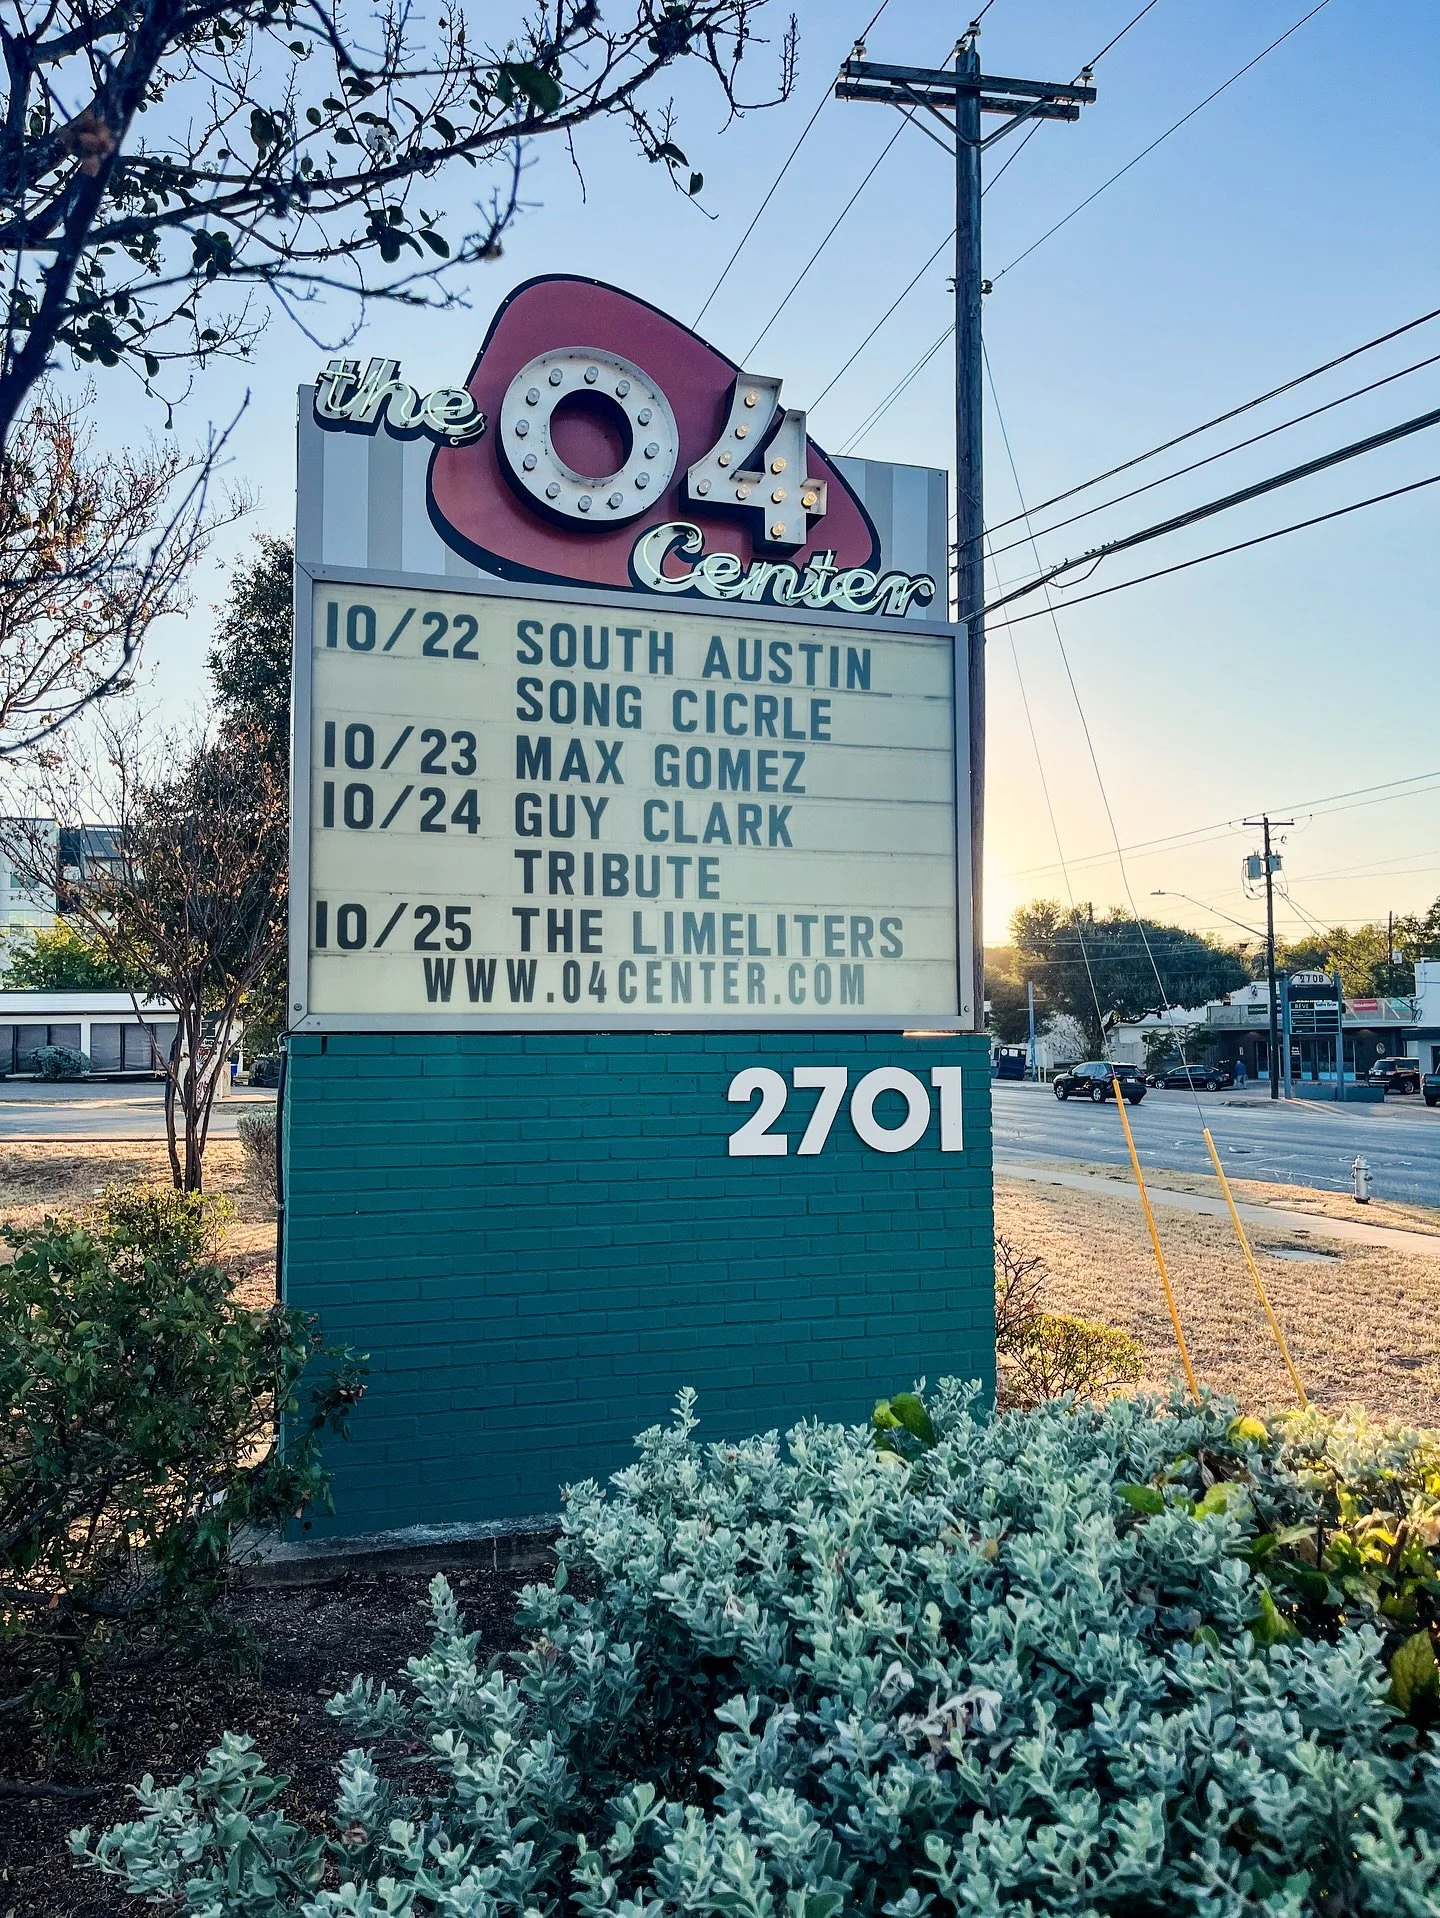 the
04
Center
10/22 SOUTH AUSTIN
SONG CICRLE
10/23 MAX GOMEZ
10/24 GUY CLARK
TRIBUTE
10/25 THE LIMELITERS
WWW.04CENTER.COM
2701
2708